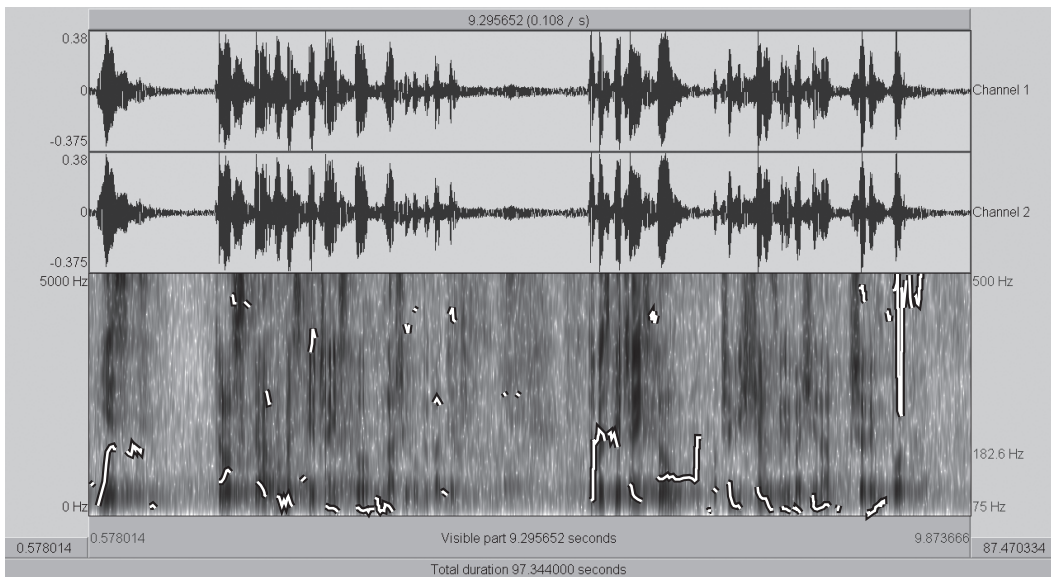 9.295652 (0.108 / s)
0.38
0
-0.375
Channel 1
0.38
0
-0.375
Channel 2
5000 Hz
500 Hz
182.6 Hz
0 Hz
75 Hz
0.578014
Visible part 9.295652 seconds
9.873666
0.578014
87.470334
Total duration 97.344000 seconds